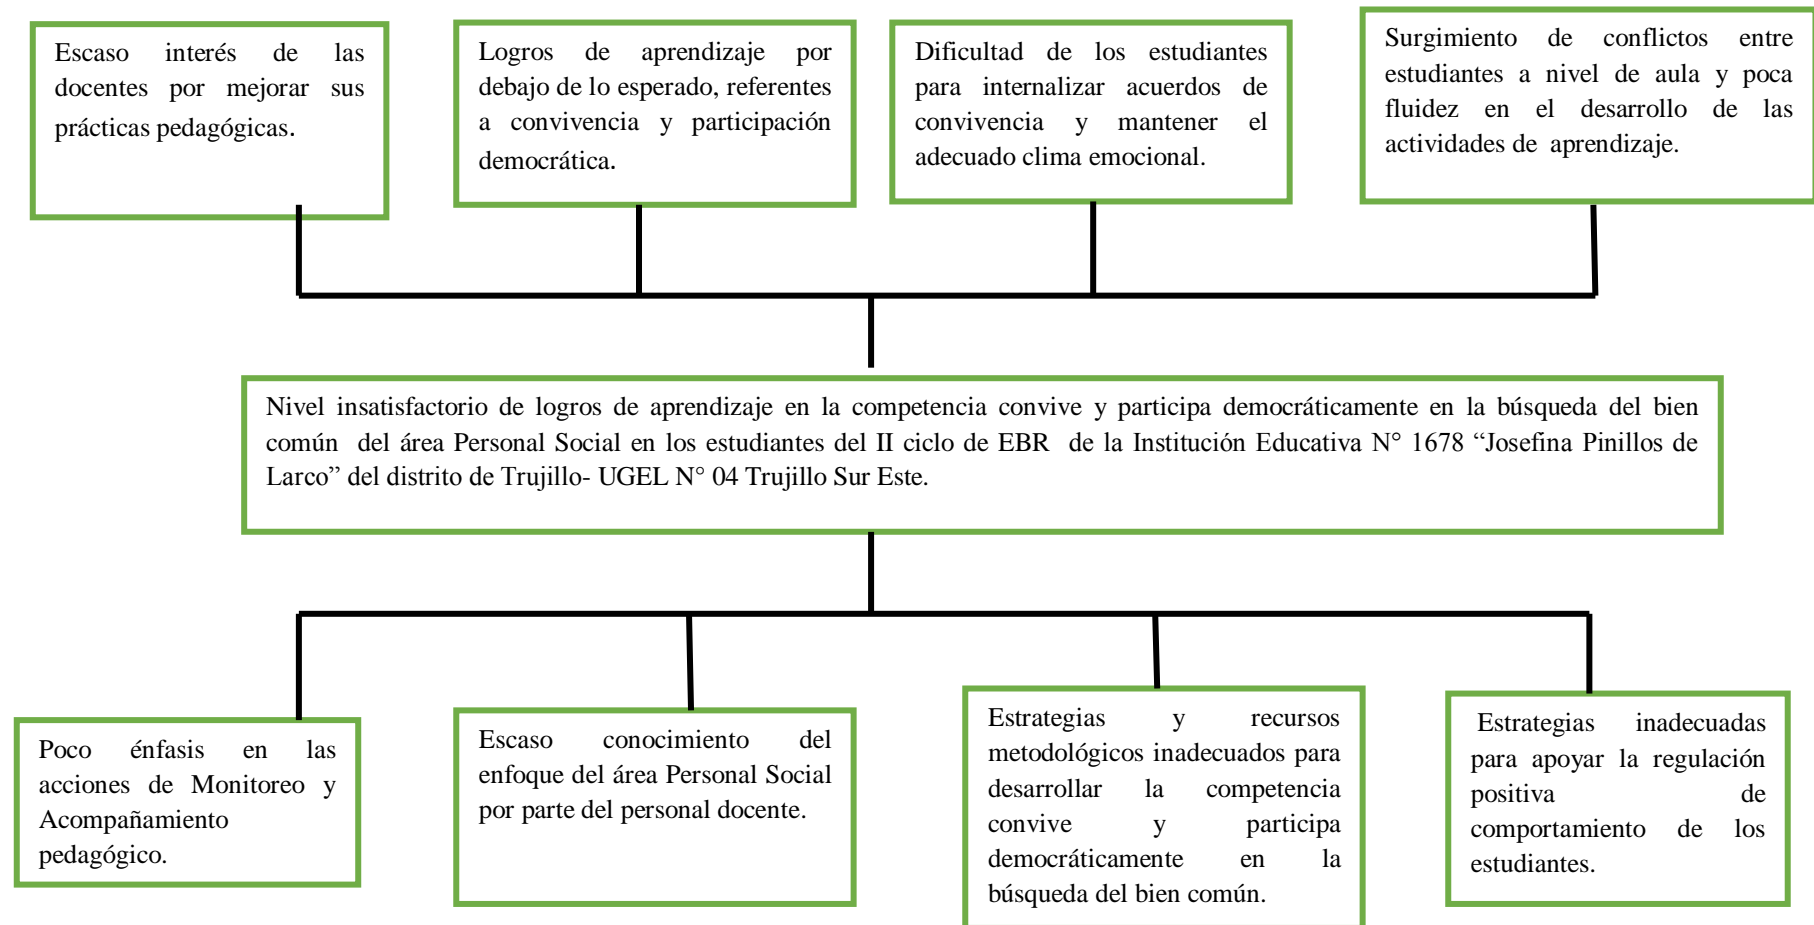 Escaso interés de las
docentes por mejorar sus
prácticas pedagógicas.
Logros de aprendizaje por
debajo de lo esperado, referentes
a convivencia y participación
democrática.
Dificultad de los estudiantes
para internalizar acuerdos de
convivencia y mantener el
adecuado clima emocional.
Surgimiento de conflictos entre
estudiantes a nivel de aula y poca
fluidez en el desarrollo de las
actividades de aprendizaje.
Nivel insatisfactorio de logros de aprendizaje en la competencia convive y participa democráticamente en la búsqueda del bien
común del área Personal Social en los estudiantes del II ciclo de EBR de la Institución Educativa N° 1678 “Josefina Pinillos de
Larco” del distrito de Trujillo- UGEL N° 04 Trujillo Sur Este.
Poco énfasis en las
acciones de Monitoreo y
Acompañamiento
pedagógico.
Escaso conocimiento del
enfoque del área Personal Social
por parte del personal docente.
Estrategias y recursos
metodológicos inadecuados para
desarrollar la competencia
convive y participa
democráticamente en la
búsqueda del bien común.
Estrategias inadecuadas
para apoyar la regulación
positiva de
comportamiento de los
estudiantes.